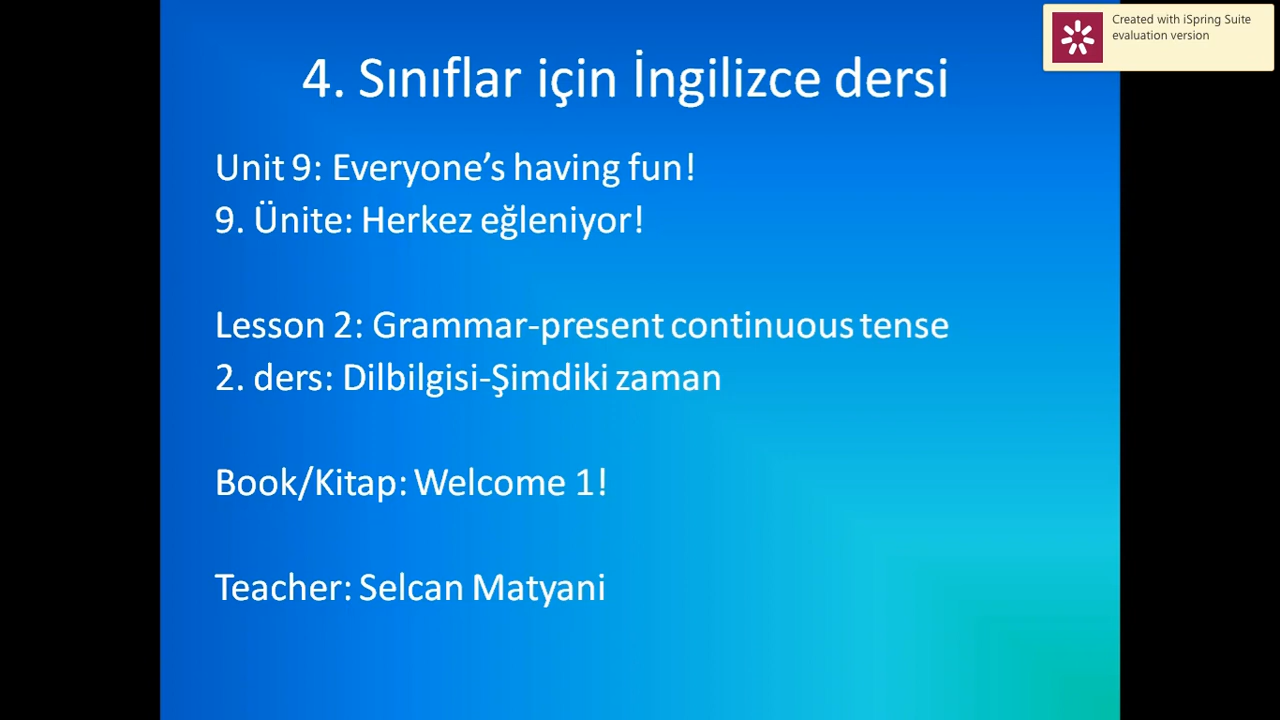 Created with iSpring Suite
evaluation version
4. Sınıflar için İngilizce dersi
Unit 9: Everyone’s having fun!
9. Ünite: Herkez eğleniyor!
Lesson 2: Grammar-present continuous tense
2. ders: Dilbilgisi-Şimdiki zaman
Book/Kitap: Welcome 1!
Teacher: Selcan Matyani